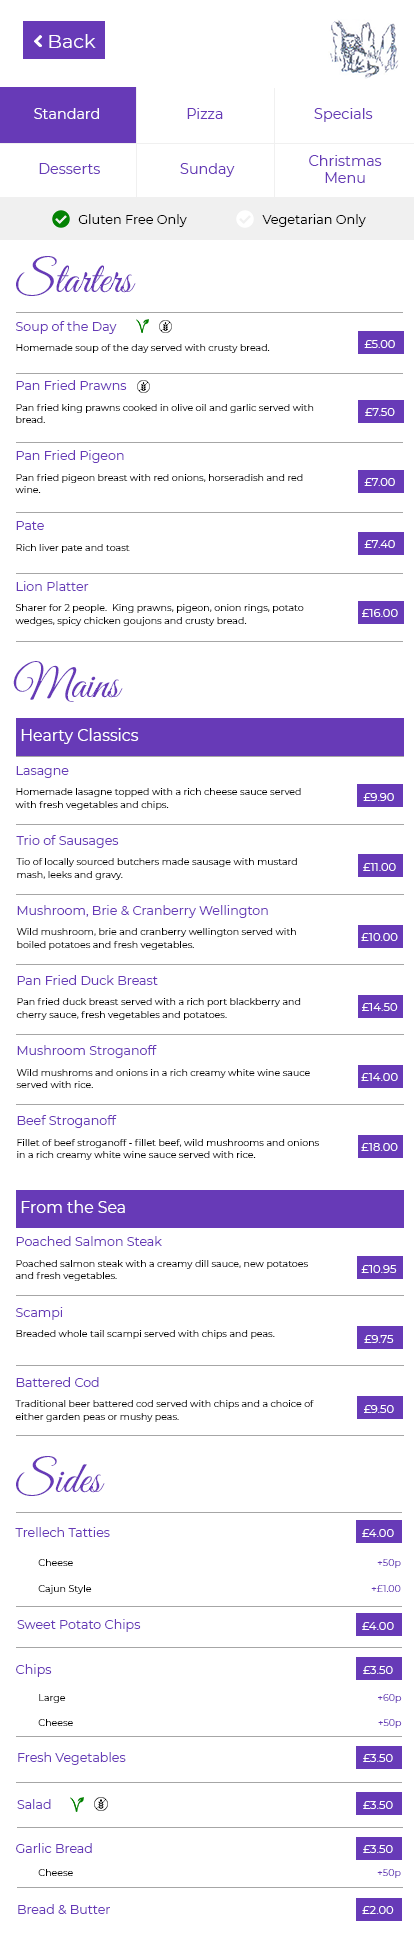 Back
Standard
Pizza
Specials
Desserts
Sunday
Christmas
Menu
Gluten Free Only
Vegetarian Only
Starters
Soup of the Day
Homemade soup of the day served with crusty bread.
£5.00
Pan Fried Prawns
Pan fried king prawns cooked in olive oil and garlic served with
bread.
£7.50
Pan Fried Pigeon
Pan fried pigeon breast with red onions, horseradish and red
wine.
£7.00
Pate
Rich liver pate and toast
£7.40
Lion Platter
Sharer for 2 people. King prawns, pigeon, onion rings, potato
wedges, spicy chicken goujons and crusty bread.
£16.00
Mains
Hearty Classics
Lasagne
Homemade lasagne topped with a rich cheese sauce served
with fresh vegetables and chips.
£9.90
Trio of Sausages
Tio of locally sourced butchers made sausage with mustard
mash, leeks and gravy.
£11.00
Mushroom, Brie & Cranberry Wellington
Wild mushroom, brie and cranberry wellington served with
boiled potatoes and fresh vegetables.
£10.00
Pan Fried Duck Breast
Pan fried duck breast served with a rich port blackberry and
cherry sauce, fresh vegetables and potatoes.
£14.50
Mushroom Stroganoff
Wild mushroms and onions in a rich creamy white wine sauce
served with rice.
£14.00
Beef Stroganoff
Fillet of beef stroganoff - fillet beef, wild mushrooms and onions
in a rich creamy white wine sauce served with rice.
£18.00
From the Sea
Poached Salmon Steak
Poached salmon steak with a creamy dill sauce, new potatoes
and fresh vegetables.
£10.95
Scampi
Breaded whole tail scampi served with chips and peas.
£9.75
Battered Cod
Traditional beer battered cod served with chips and a choice of
either garden peas or mushy peas.
£9.50
Sides
Trellech Tatties
£4.00
Cheese
+50p
Cajun Style
+£1.00
Sweet Potato Chips
£4.00
Chips
£3.50
Large
+60p
Cheese
+50p
Fresh Vegetables
£3.50
Salad
£3.50
Garlic Bread
£3.50
Cheese
+50p
Bread & Butter
£2.00